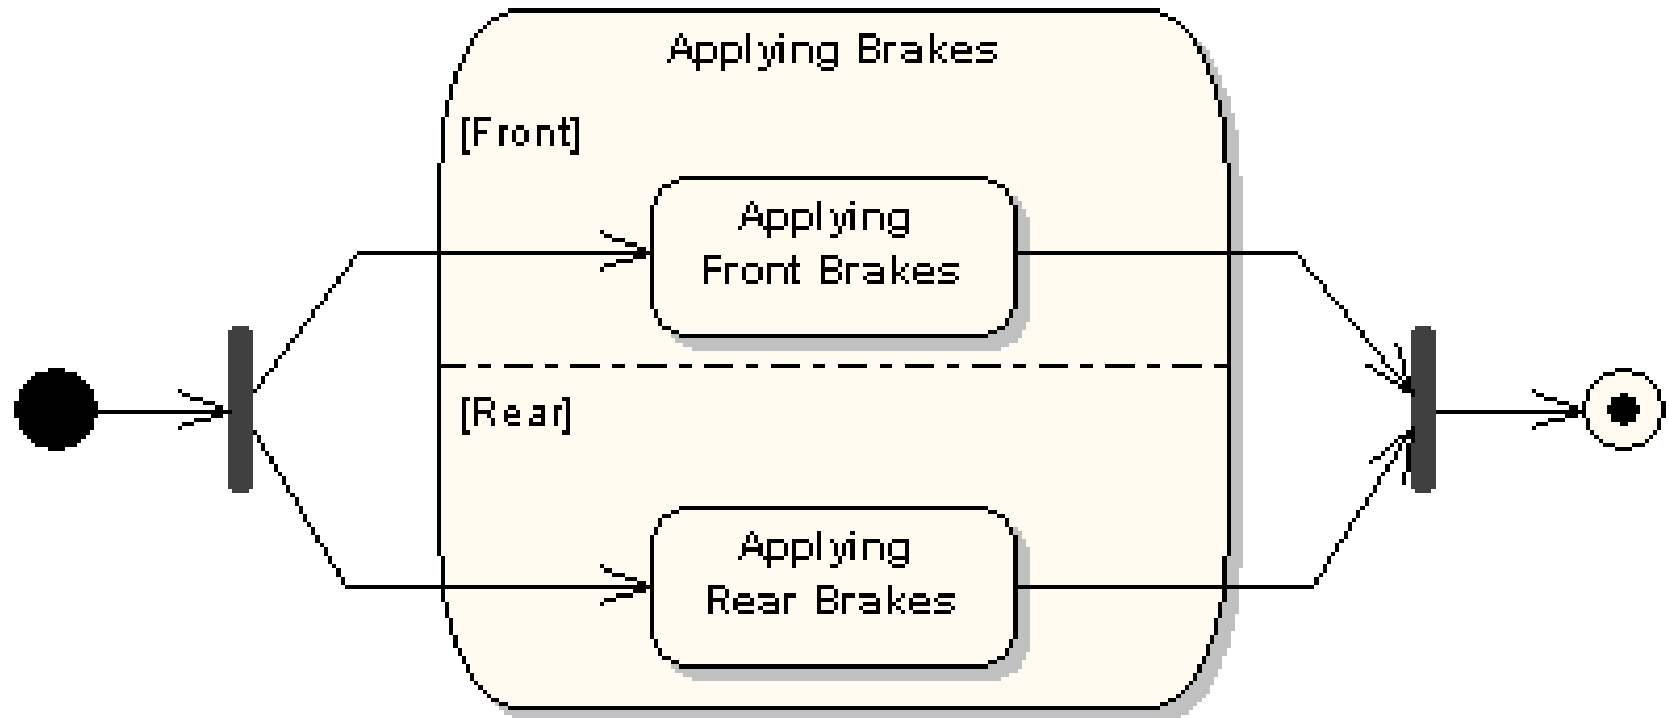 Applying Brakes
[Front]
Applying
Front Brakes
[Rear]
Applying
Rear Brakes